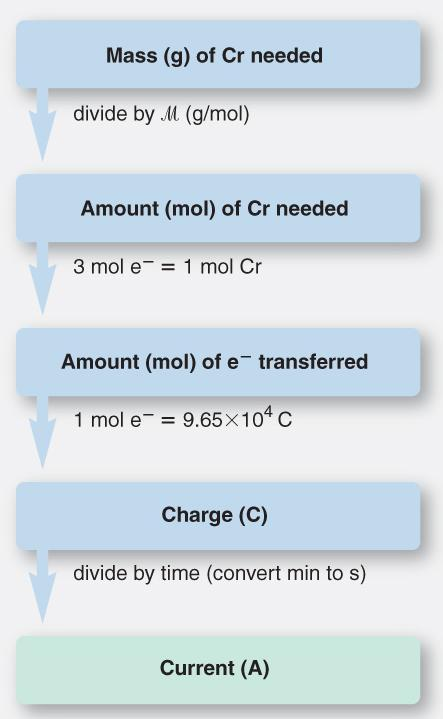 Mass (g) of Cr needed
divide by ℳ (g/mol)
Amount (mol) of Cr needed
3 mol e⁻ = 1 mol Cr
Amount (mol) of e⁻ transferred
1 mol e⁻ = 9.65×10⁴ C
Charge (C)
divide by time (convert min to s)
Current (A)